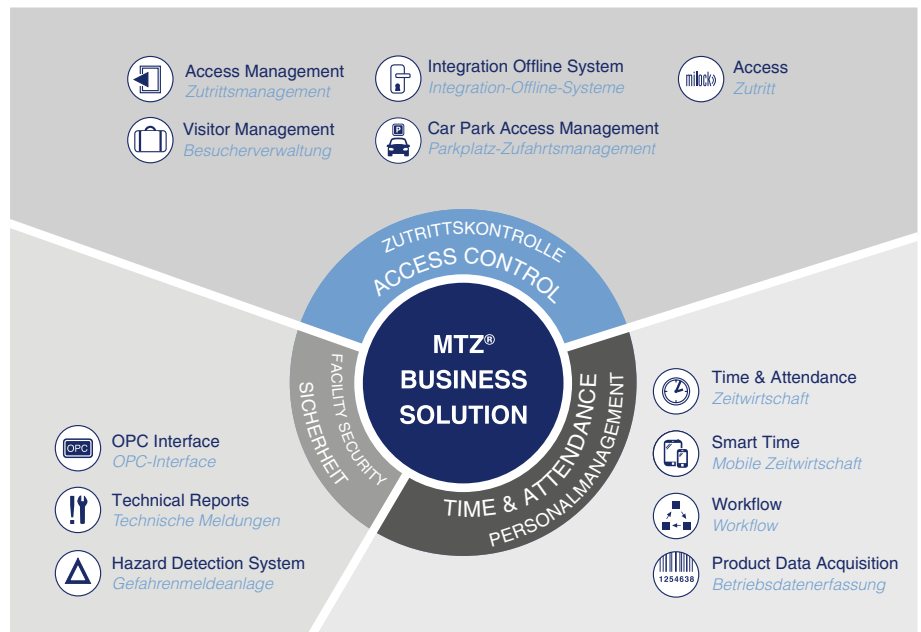 Access Management
Zutrittsmanagement
Integration Offline System
Integration-Offline-Systeme
milock
Access
Zutritt
Visitor Management
Besucherverwaltung
P
Car Park Access Management
Parkplatz-Zufahrtsmanagement
ZUTRITTSKONTROLLE
ACCESS CONTROL
MTZ®
BUSINESS
SOLUTION
FACILITY SECURITY
SICHERHEIT
TIME & ATTENDANCE
PERSONALMANAGEMENT
OPC
OPC Interface
OPC-Interface
Technical Reports
Technische Meldungen
Hazard Detection System
Gefahrenmeldeanlage
Time & Attendance
Zeitwirtschaft
Smart Time
Mobile Zeitwirtschaft
Workflow
Workflow
1254638
Product Data Acquisition
Betriebsdatenerfassung